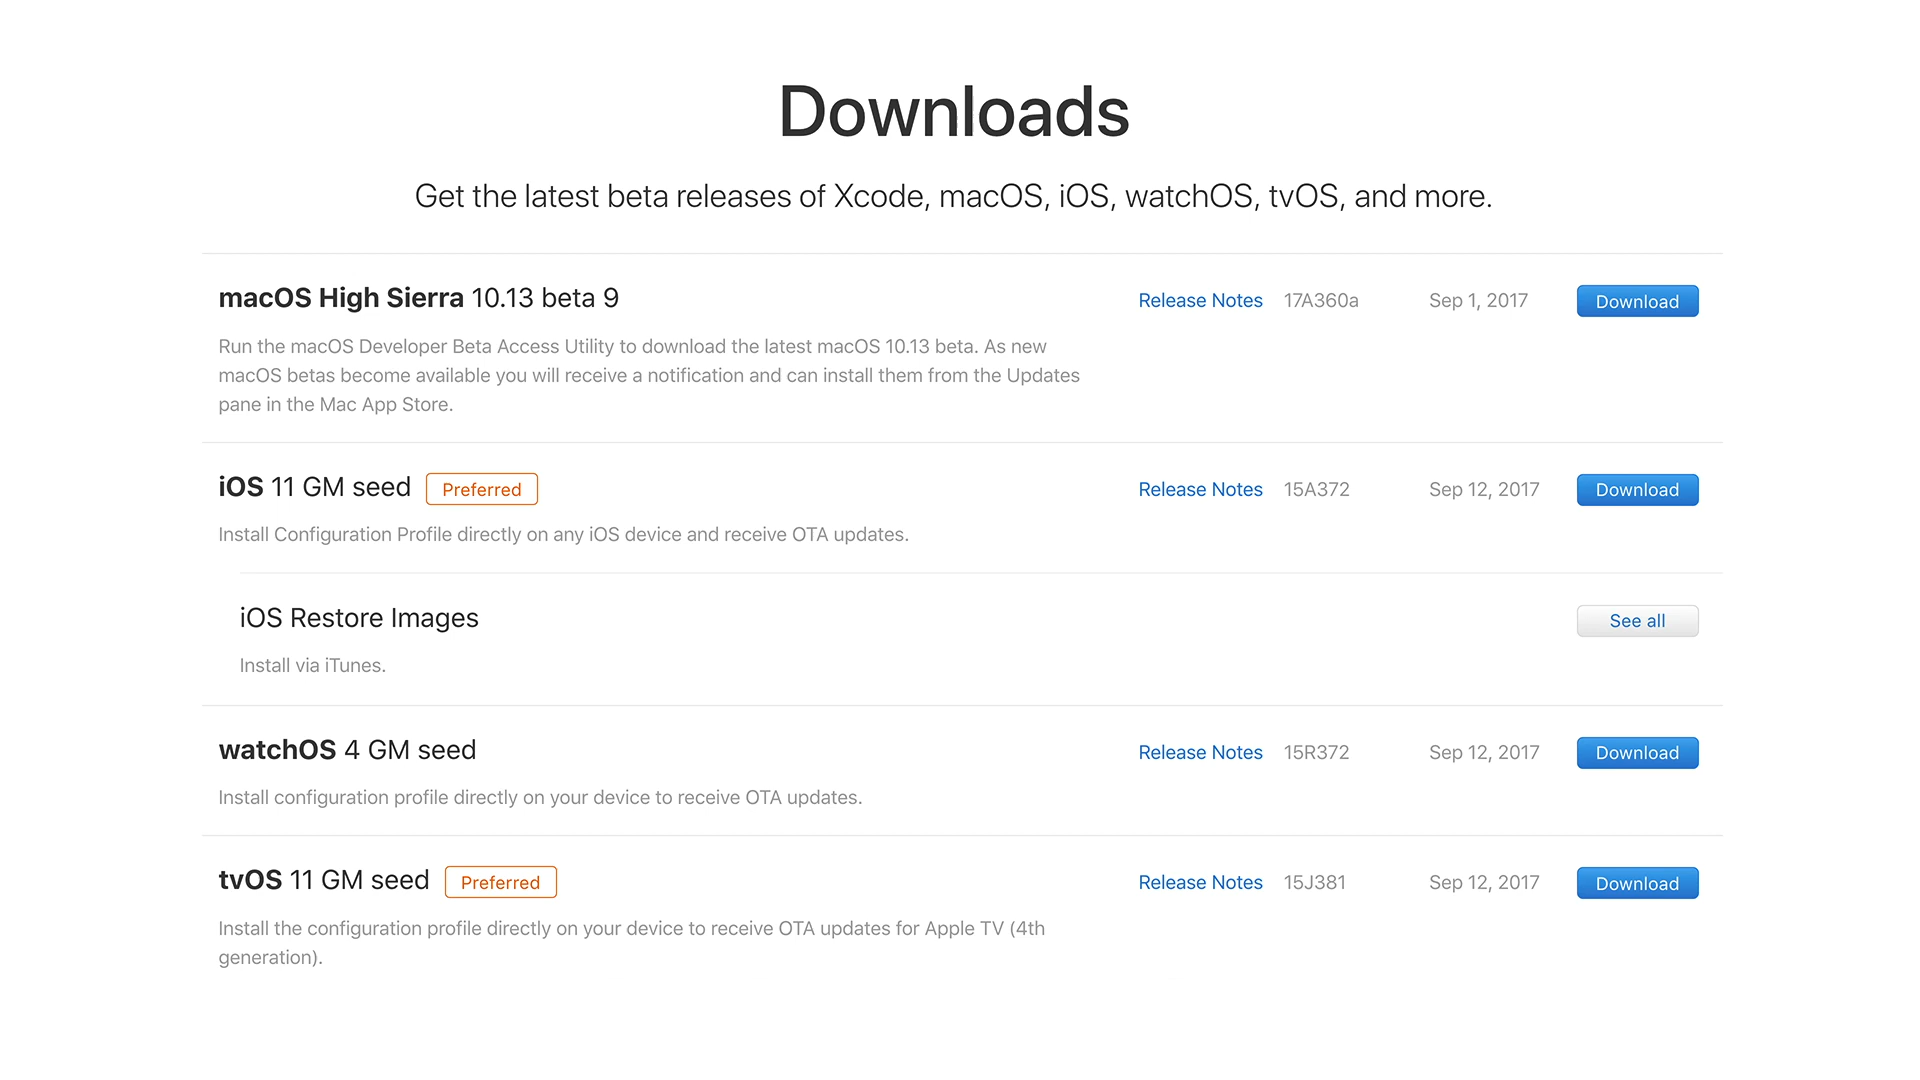 Downloads
Get the latest beta releases of Xcode, macOS, iOS, watchOS, tvOS, and more.
macOS High Sierra 10.13 beta 9 Release Notes 17A360a Sep 1, 2017 Download
Run the macOS Developer Beta Access Utility to download the latest macOS 10.13 beta. As new
macOS betas become available you will receive a notification and can install them from the Updates
pane in the Mac App Store.
iOS 11 GM seed Preferred Release Notes 15A372 Sep 12, 2017 Download
Install Configuration Profile directly on any iOS device and receive OTA updates.
iOS Restore Images See all
Install via iTunes.
watchOS 4 GM seed Release Notes 15R372 Sep 12, 2017 Download
Install configuration profile directly on your device to receive OTA updates.
tvOS 11 GM seed Preferred Release Notes 15J381 Sep 12, 2017 Download
Install the configuration profile directly on your device to receive OTA updates for Apple TV (4th
generation).